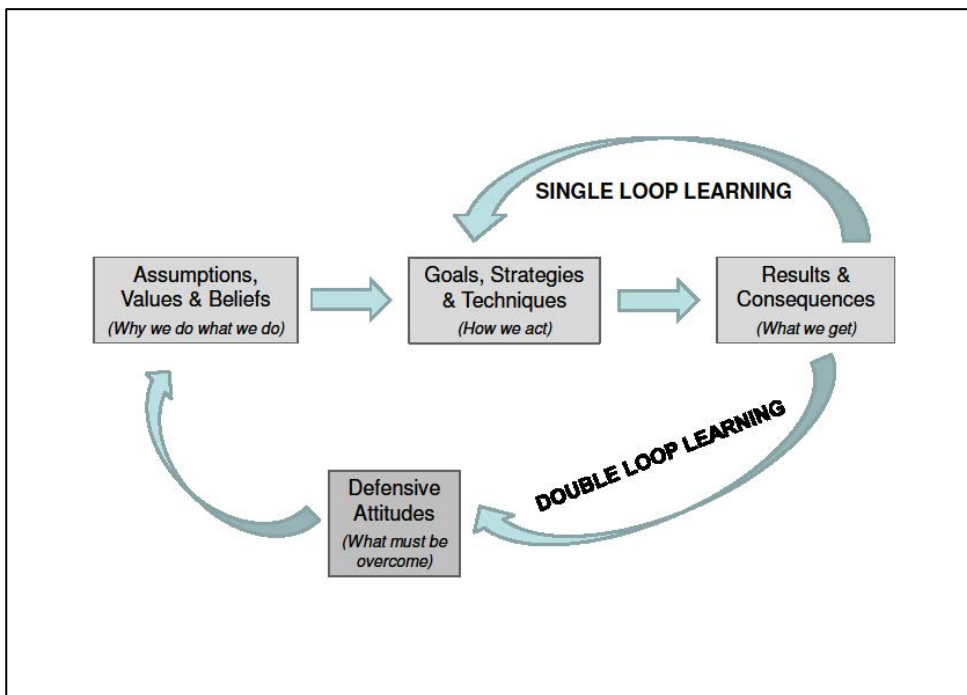 SINGLE LOOP LEARNING
Assumptions,
Values & Beliefs
(Why we do what we do)
Goals, Strategies
& Techniques
(How we act)
Results &
Consequences
(What we get)
DOUBLE LOOP LEARNING
Defensive
Attitudes
(What must be
overcome)